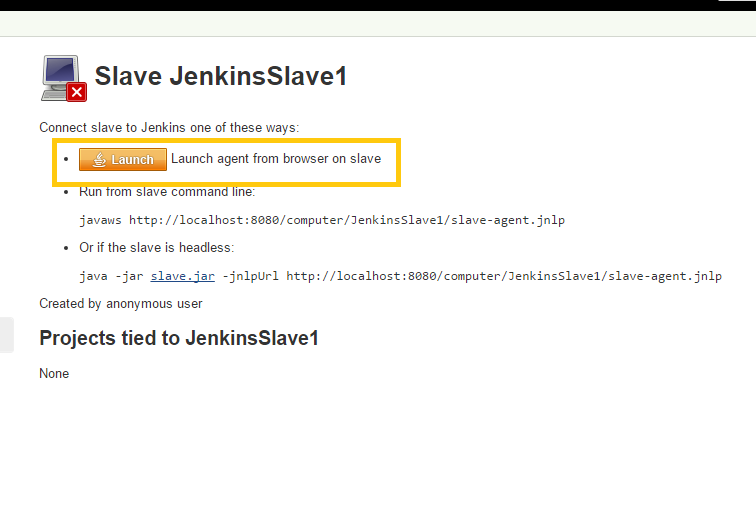 Slave JenkinsSlave1
Connect slave to Jenkins one of these ways:
Launch Launch agent from browser on slave
Run from slave command line:
javaws http://localhost:8080/computer/JenkinsSlave1/slave-agent.jnlp
Or if the slave is headless:
java -jar slave.jar -jnlpUrl http://localhost:8080/computer/JenkinsSlave1/slave-agent.jnlp
Created by anonymous user
Projects tied to JenkinsSlave1
None